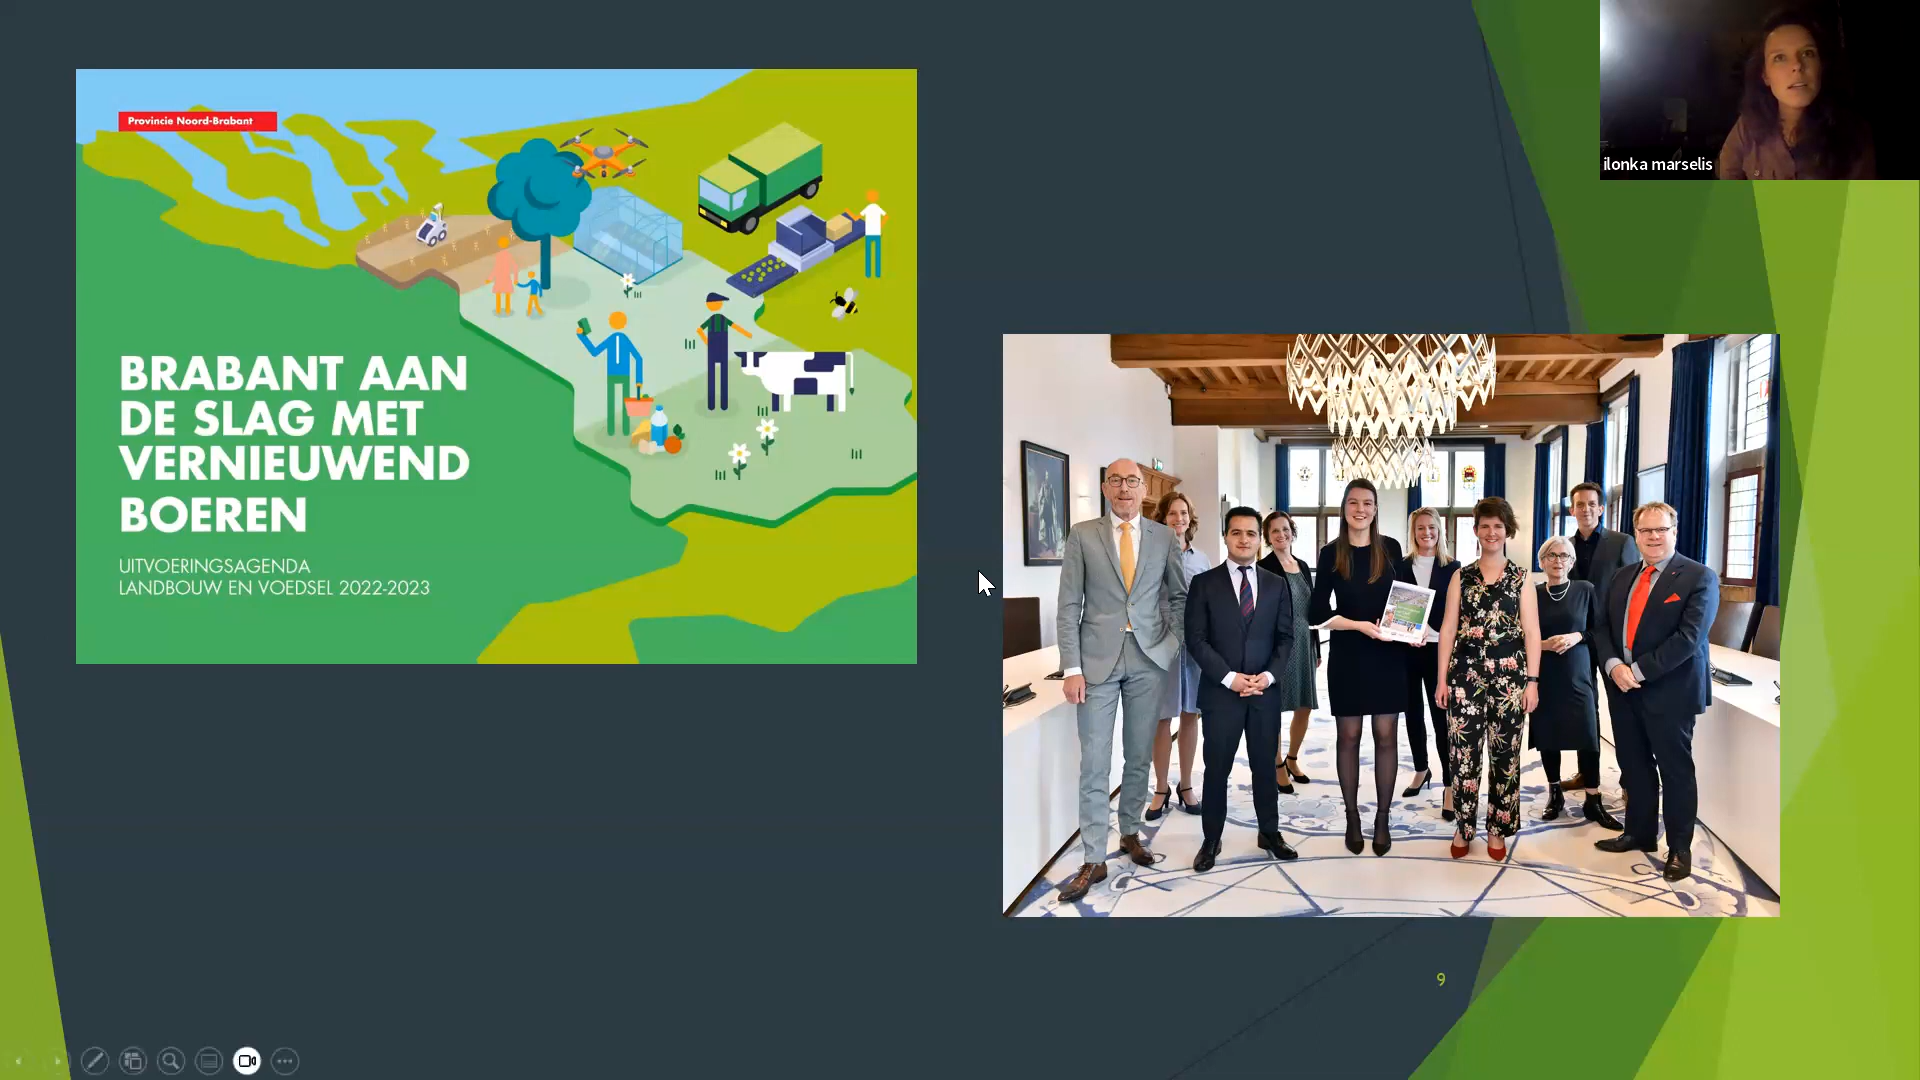 Provincie Noord-Brabant
BRABANT AAN
DE SLAG MET
VERNIEUWEND
BOEREN
UITVOERINGSAGENDA
LANDBOUW EN VOEDSEL 2022-2023
ilonka marselis
9